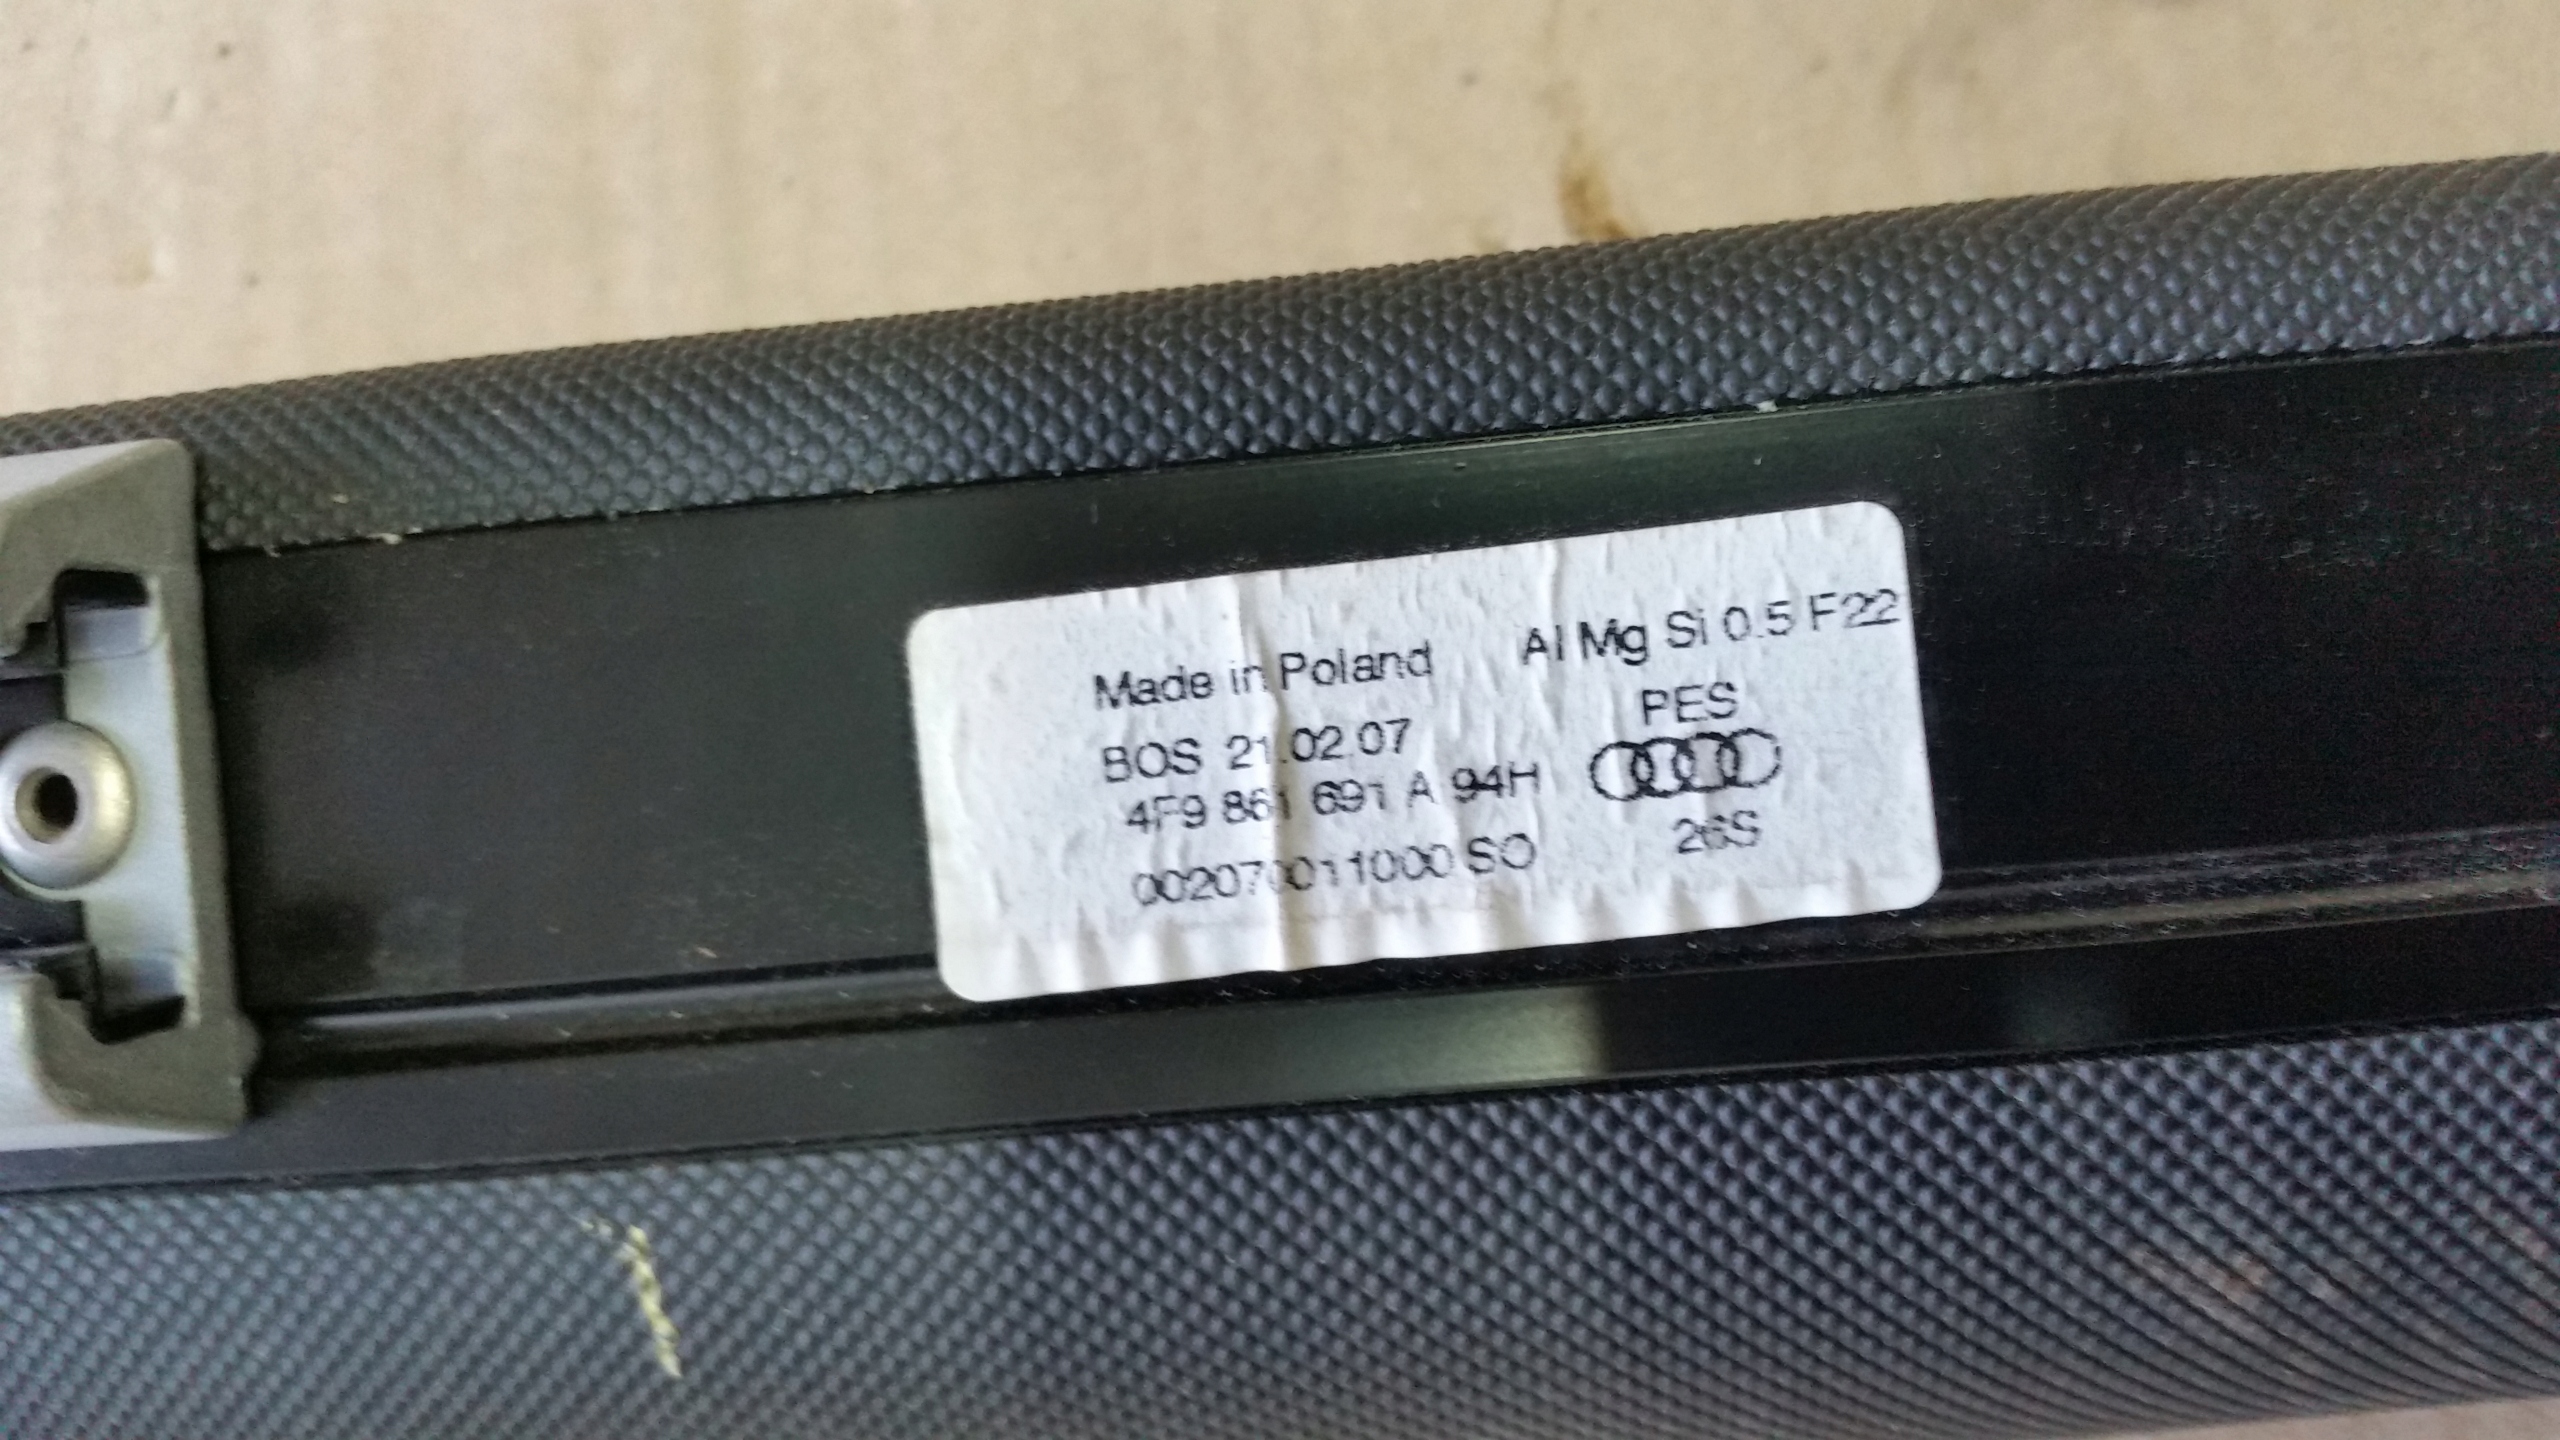 Made in Poland
Al Mg Si 0.5 F22
PES
BOS 21.02.07
4F9 861 691 A 94H
002070011000 SO
26S